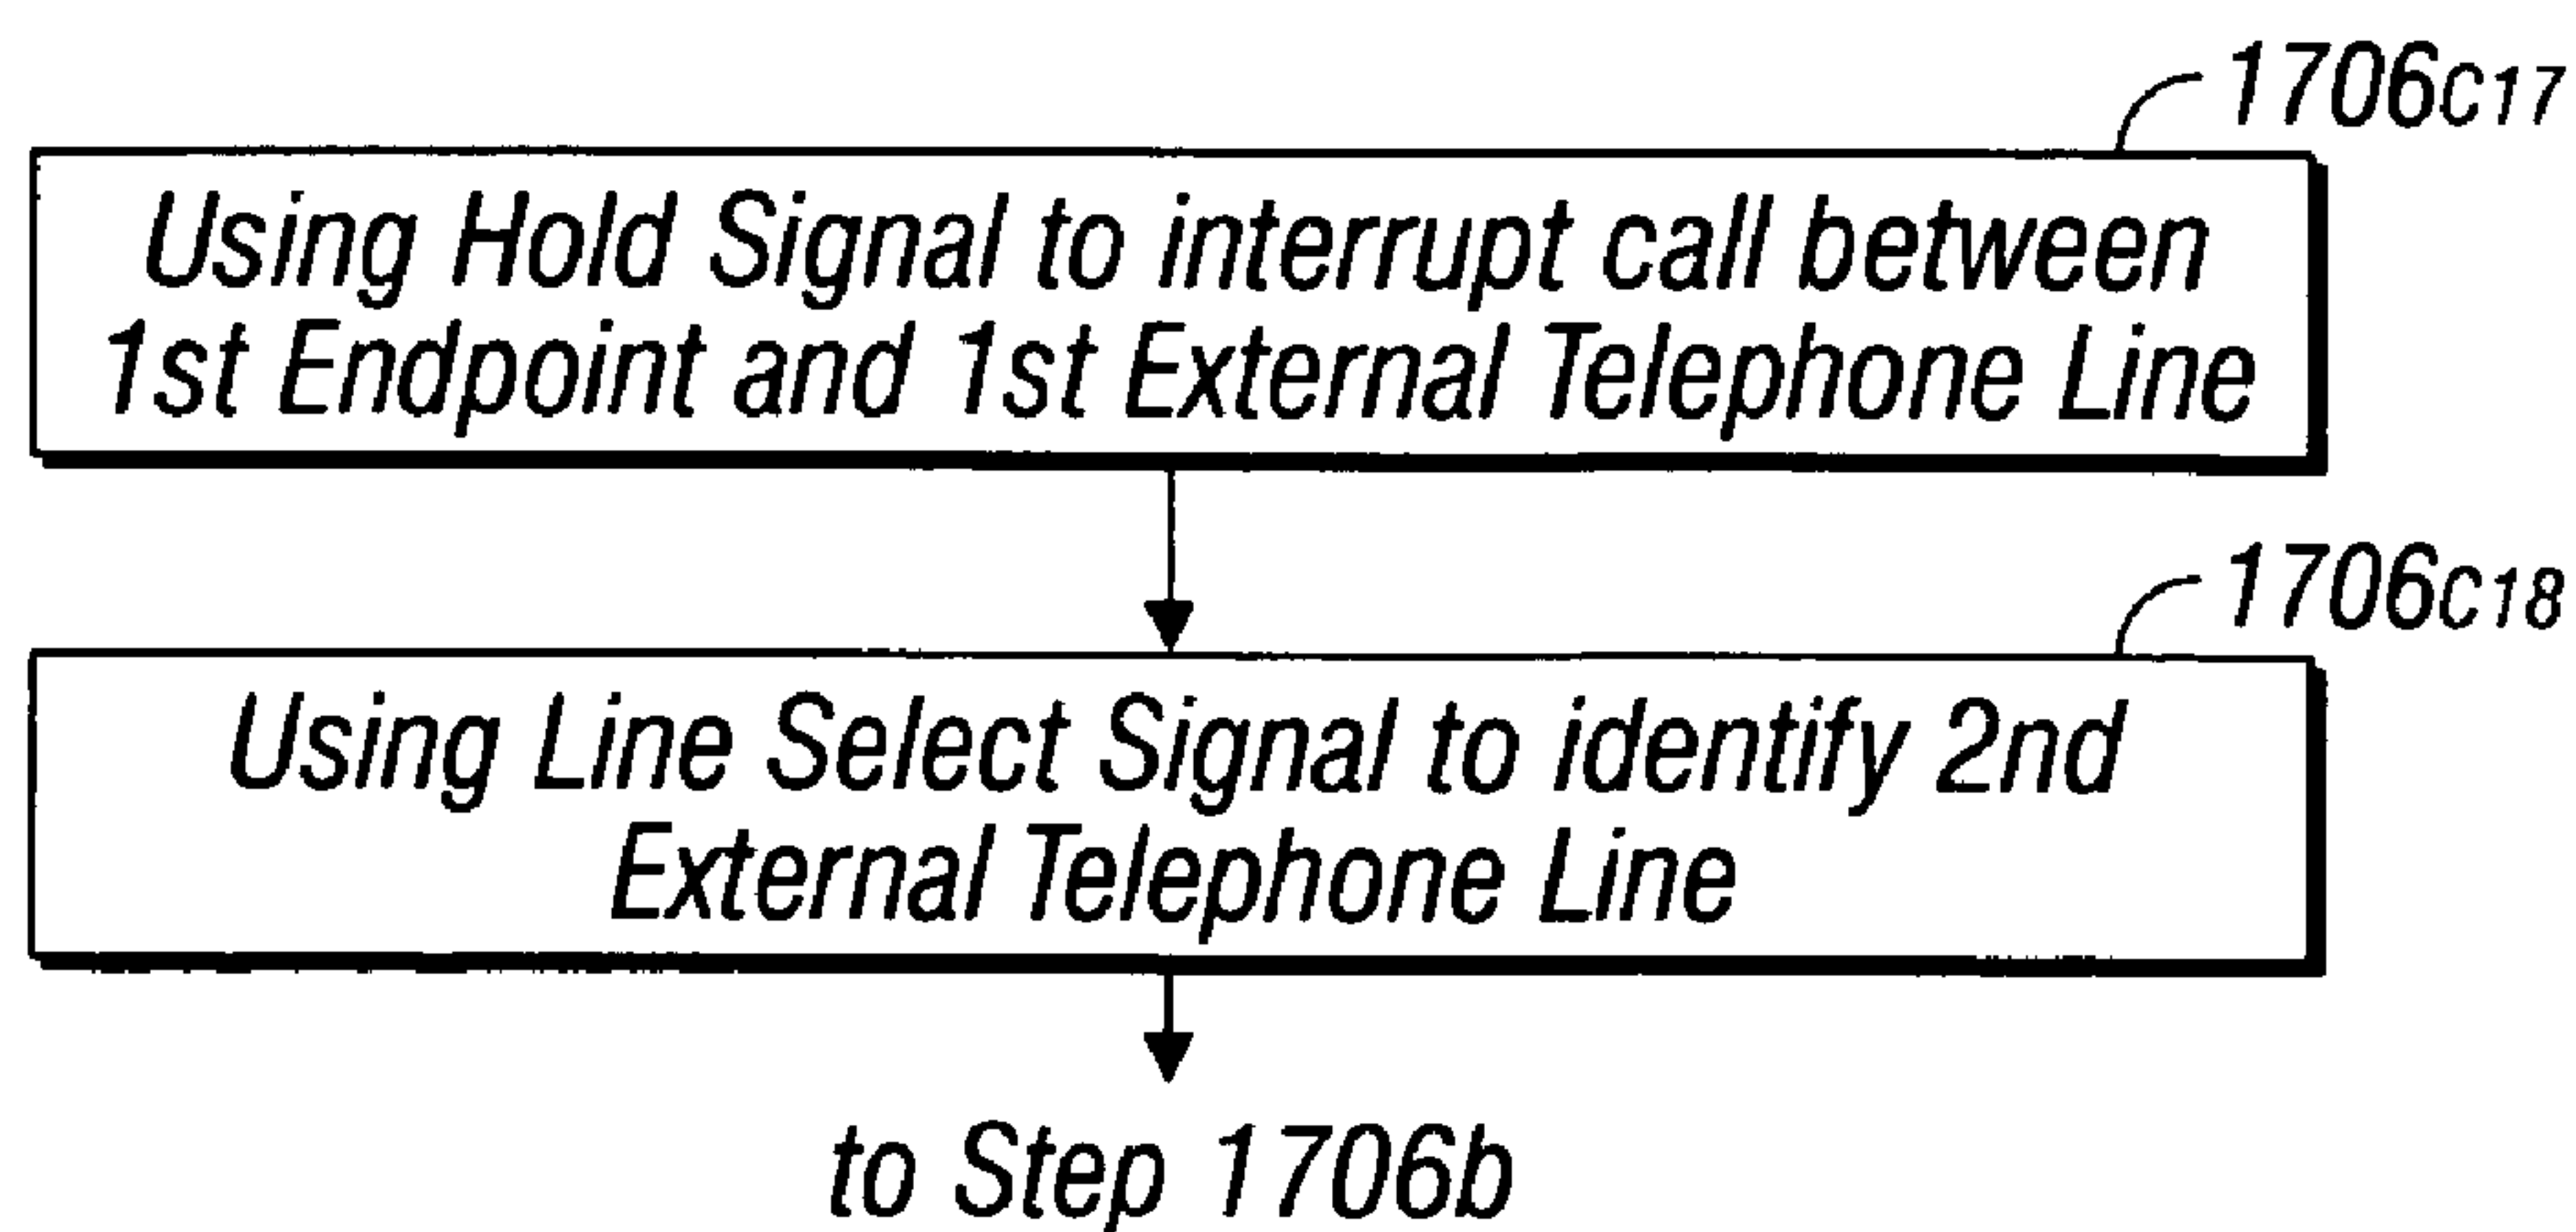 1706c17
Using Hold Signal to interrupt call between
1st Endpoint and 1st External Telephone Line
1706c18
Using Line Select Signal to identify 2nd
External Telephone Line
to Step 1706b